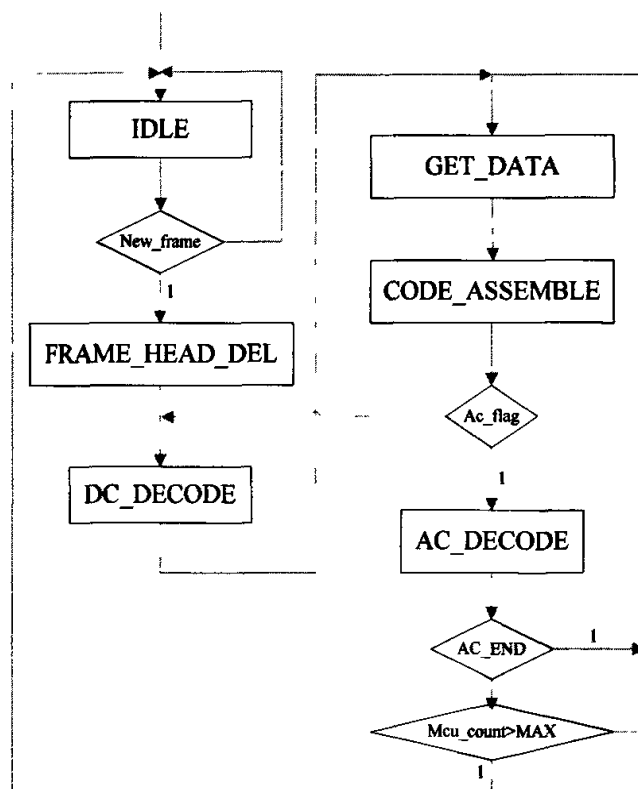 IDLE
New_frame
1
FRAME_HEAD_DEL
DC_DECODE
GET_DATA
CODE_ASSEMBLE
Ac_flag
1
AC_DECODE
AC_END
1
Mcu_count>MAX
1